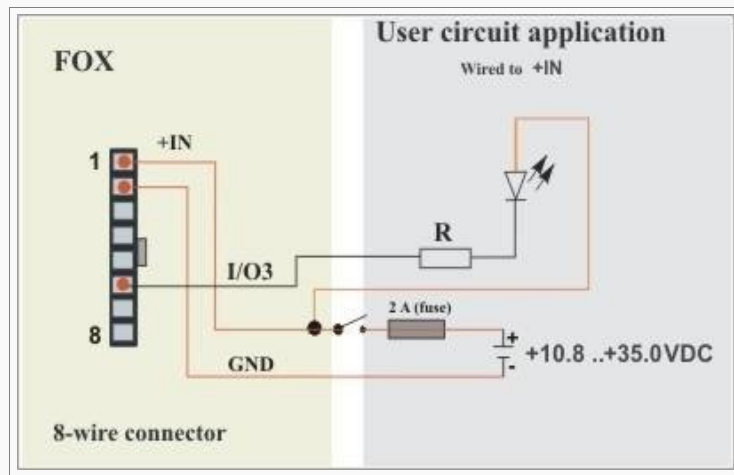 User circuit application
FOX
Wired to +IN
+IN
1
R
I/O3
2 A (fuse)
8
+
+10.8 ..+35.0VDC
-
GND
8-wire connector